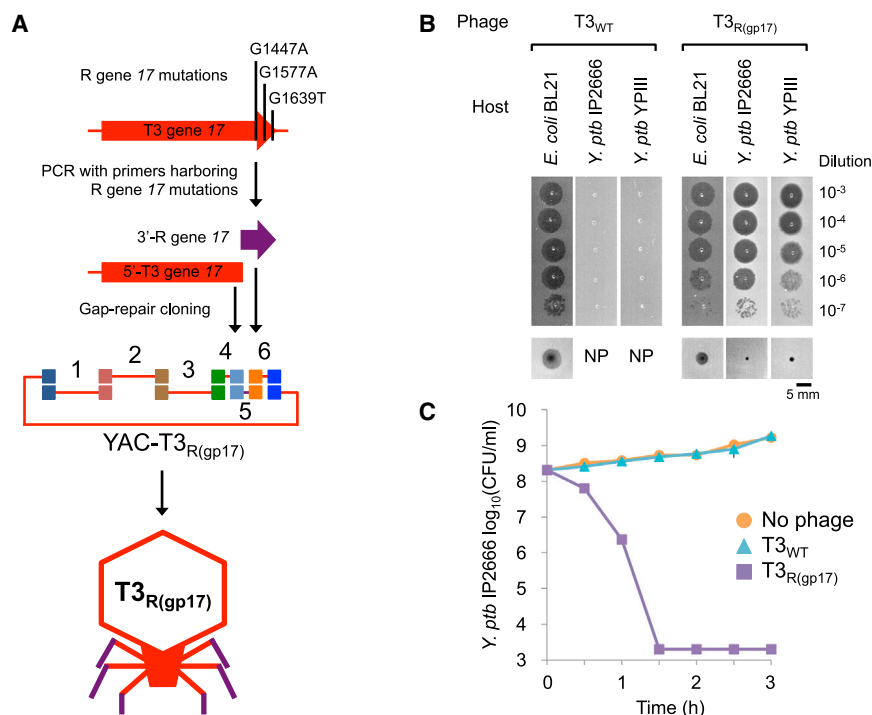 A
R gene 17 mutations
G1447A
G1577A
G1639T
T3 gene 17
PCR with primers harboring
R gene 17 mutations
3'-R gene 17
5'-T3 gene 17
Gap-repair cloning
1 2 3 4 6
5
YAC-T3R(gp17)
T3R(gp17)
B
Phage T3WT T3R(gp17)
Host
E. coli BL21
Y. ptb IP2666
Y. ptb YPIII
E. coli BL21
Y. ptb IP2666
Y. ptb YPIII
Dilution
10-3
10-4
10-5
10-6
10-7
NP NP
5 mm
C
Y. ptb IP2666 log10(CFU/ml)
10
9
8
7
6
5
4
3
0 1 2 3
Time (h)
No phage
T3WT
T3R(gp17)